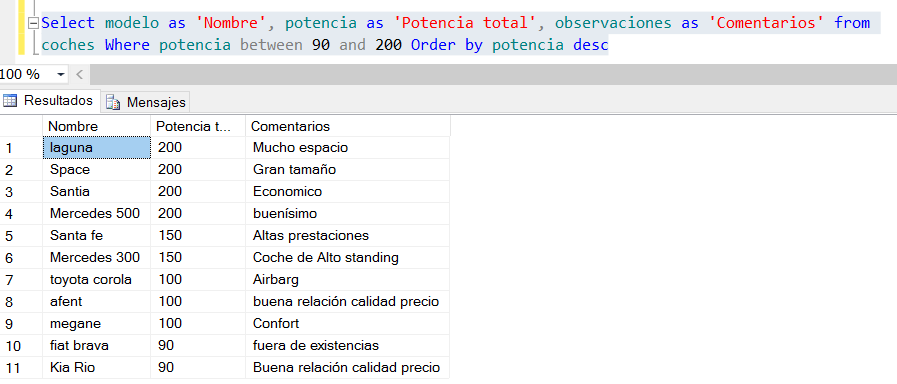 Select modelo as 'Nombre', potencia as 'Potencia total', observaciones as 'Comentarios' from
coches Where potencia between 90 and 200 Order by potencia desc
100 %
Resultados Mensajes
Nombre Potencia t... Comentarios
1 laguna 200 Mucho espacio
2 Space 200 Gran tamaño
3 Santia 200 Economico
4 Mercedes 500 200 buenísimo
5 Santa fe 150 Altas prestaciones
6 Mercedes 300 150 Coche de Alto standing
7 toyota corola 100 Airbarg
8 afent 100 buena relación calidad precio
9 megane 100 Confort
10 fiat brava 90 fuera de existencias
11 Kia Rio 90 Buena relación calidad precio